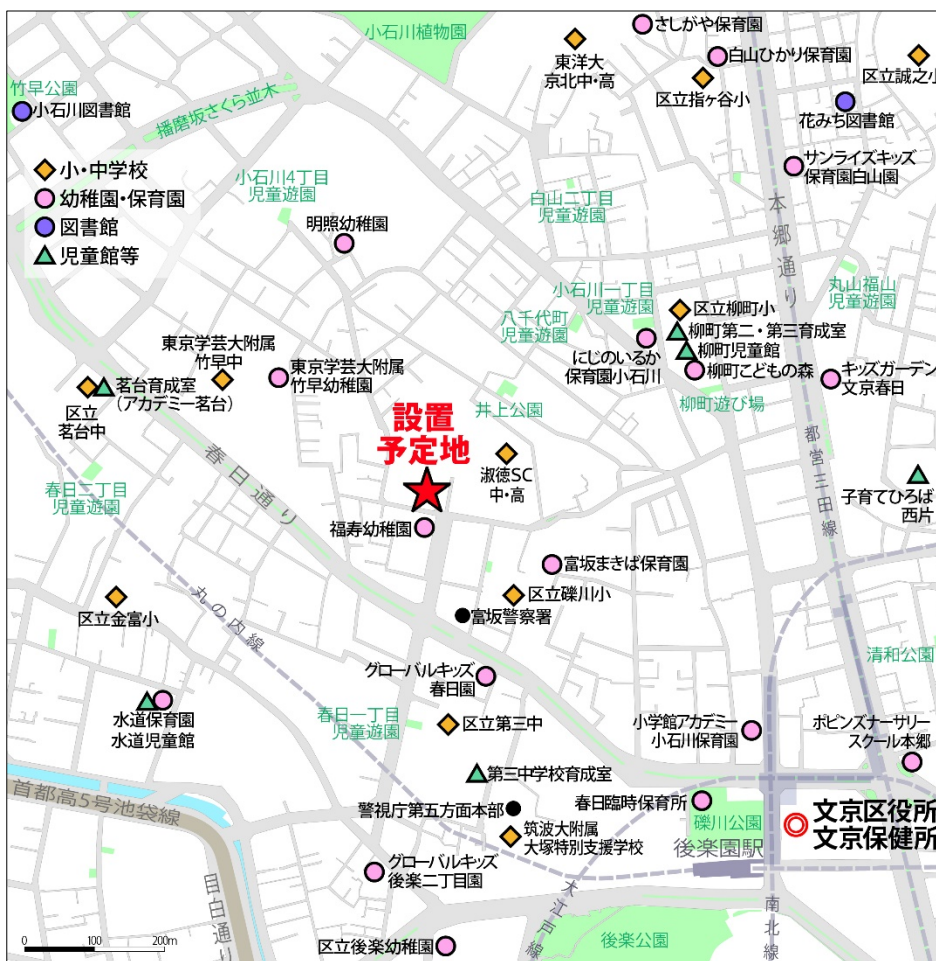 小石川植物園
さしがや保育園
東洋大
京北中・高
白山ひかり保育園
区立指ヶ谷小
区立誠之小
竹早公園
小石川図書館
播磨坂さくら並木
花みち図書館
小・中学校
幼稚園・保育園
図書館
児童館等
小石川4丁目
児童遊園
明照幼稚園
白山二丁目
児童遊園
サンライズキッズ
保育園白山園
本郷通り
丸山福山
児童遊園
小石川一丁目
児童遊園
八千代町
児童遊園
区立柳町小
柳町第二・第三育成室
柳町児童館
柳町こどもの森
にじのいるか
保育園小石川
キッズガーデン
文京春日
柳町遊び場
東京学芸大附属
竹早中
東京学芸大附属
竹早幼稚園
茗台育成室
(アカデミー茗台)
区立
茗台中
井上公園
設置
予定地
淑徳SC
中・高
春日通り
春日二丁目
児童遊園
都営三田線
子育てひろば
西片
福寿幼稚園
富坂まきば保育園
区立礫川小
富坂警察署
区立金富小
丸の内線
清和公園
グローバルキッズ
春日園
水道保育園
水道児童館
春日一丁目
児童遊園
区立第三中
小学館アカデミー
小石川保育園
ポピンズナーサリー
スクール本郷
第三中学校育成室
首都高5号池袋線
警視庁第五方面本部
春日臨時保育所
礫川公園
文京区役所
文京保健所
筑波大附属
大塚特別支援学校
後楽園駅
グローバルキッズ
後楽二丁目園
目白通り
大江戸線
南北線
区立後楽幼稚園
後楽公園
0 100 200m